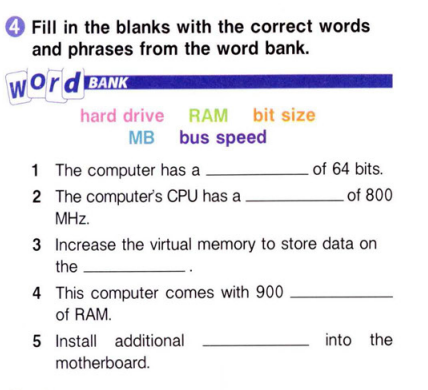 4 Fill in the blanks with the correct words
and phrases from the word bank.
word BANK
hard drive RAM bit size
MB bus speed
1 The computer has a ____________ of 64 bits.
2 The computer's CPU has a ____________ of 800
MHz.
3 Increase the virtual memory to store data on
the ____________ .
4 This computer comes with 900 ____________
of RAM.
5 Install additional ____________ into the
motherboard.